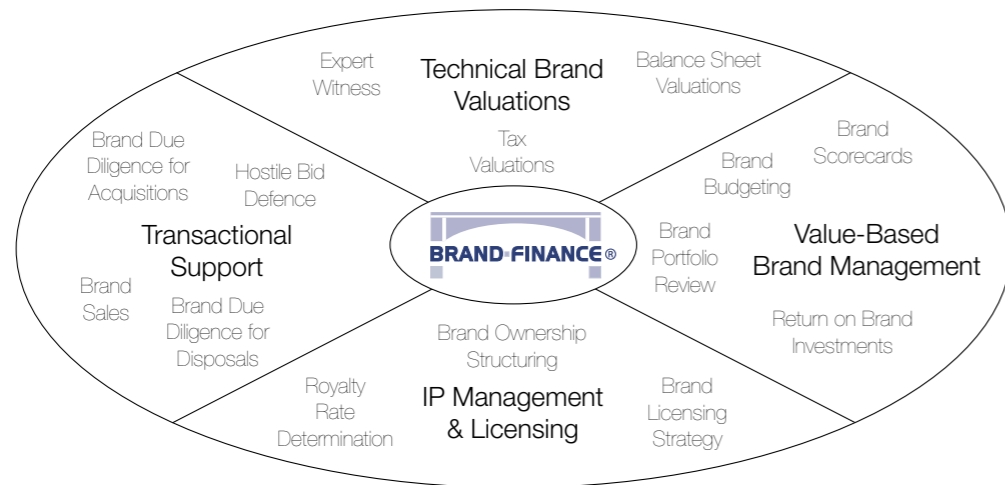 Expert
Witness
Technical Brand
Valuations
Balance Sheet
Valuations
Tax
Valuations
Brand Due
Diligence for
Acquisitions
Hostile Bid
Defence
Transactional
Support
Brand
Sales
Brand Due
Diligence for
Disposals
BRAND FINANCE®
Brand
Scorecards
Brand
Budgeting
Brand
Portfolio
Review
Value-Based
Brand Management
Return on Brand
Investments
Brand Ownership
Structuring
Royalty
Rate
Determination
IP Management
& Licensing
Brand
Licensing
Strategy